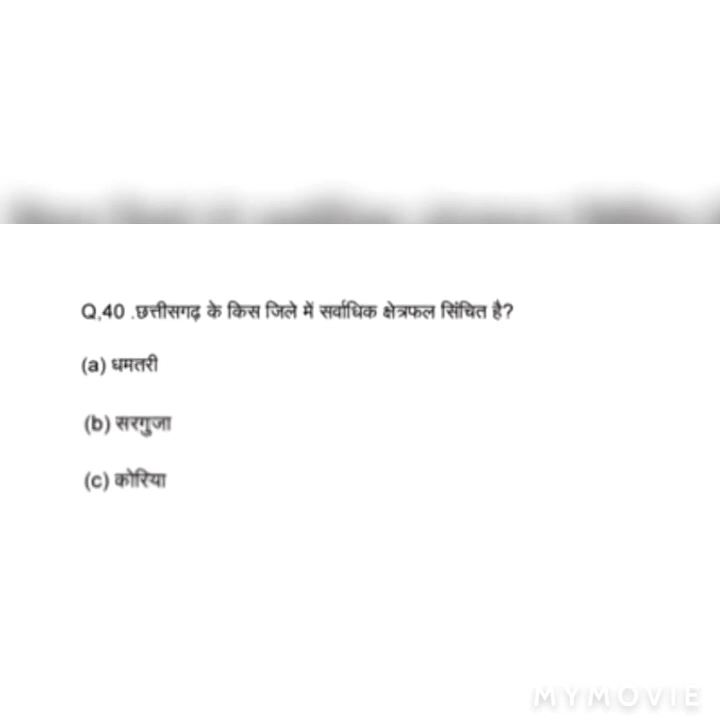 Q,40 .छत्तीसगढ़ के किस जिले में सर्वाधिक क्षेत्रफल सिंचित है?
(a) धमतरी
(b) सरगुजा
(c) कोरिया
MYMOVIE